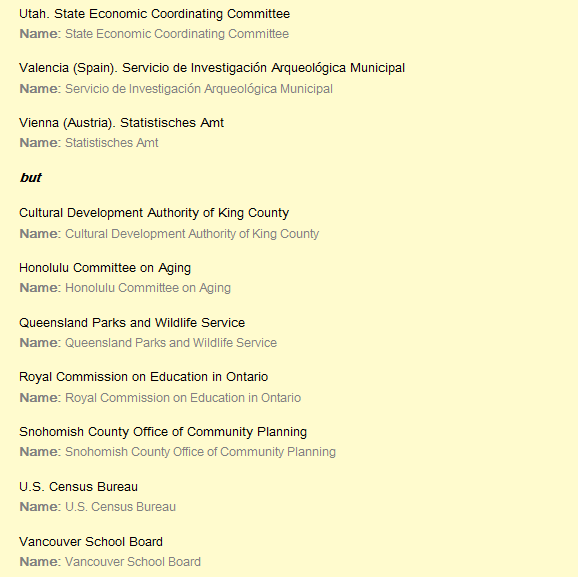 Utah. State Economic Coordinating Committee
Name: State Economic Coordinating Committee
Valencia (Spain). Servicio de Investigación Arqueológica Municipal
Name: Servicio de Investigación Arqueológica Municipal
Vienna (Austria). Statistisches Amt
Name: Statistisches Amt
but
Cultural Development Authority of King County
Name: Cultural Development Authority of King County
Honolulu Committee on Aging
Name: Honolulu Committee on Aging
Queensland Parks and Wildlife Service
Name: Queensland Parks and Wildlife Service
Royal Commission on Education in Ontario
Name: Royal Commission on Education in Ontario
Snohomish County Office of Community Planning
Name: Snohomish County Office of Community Planning
U.S. Census Bureau
Name: U.S. Census Bureau
Vancouver School Board
Name: Vancouver School Board